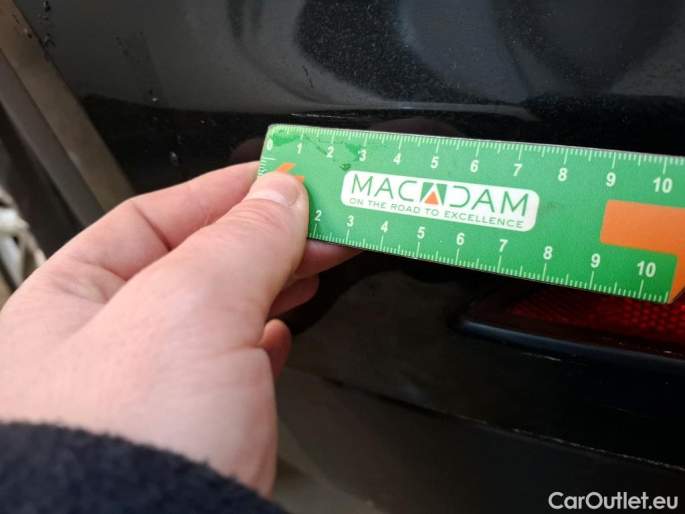 0 1 2 3 4 5 6 7 8 9 10
MACADAM
ON THE ROAD TO EXCELLENCE
2 3 4 5 6 7 8 9 10
CarOutlet.eu